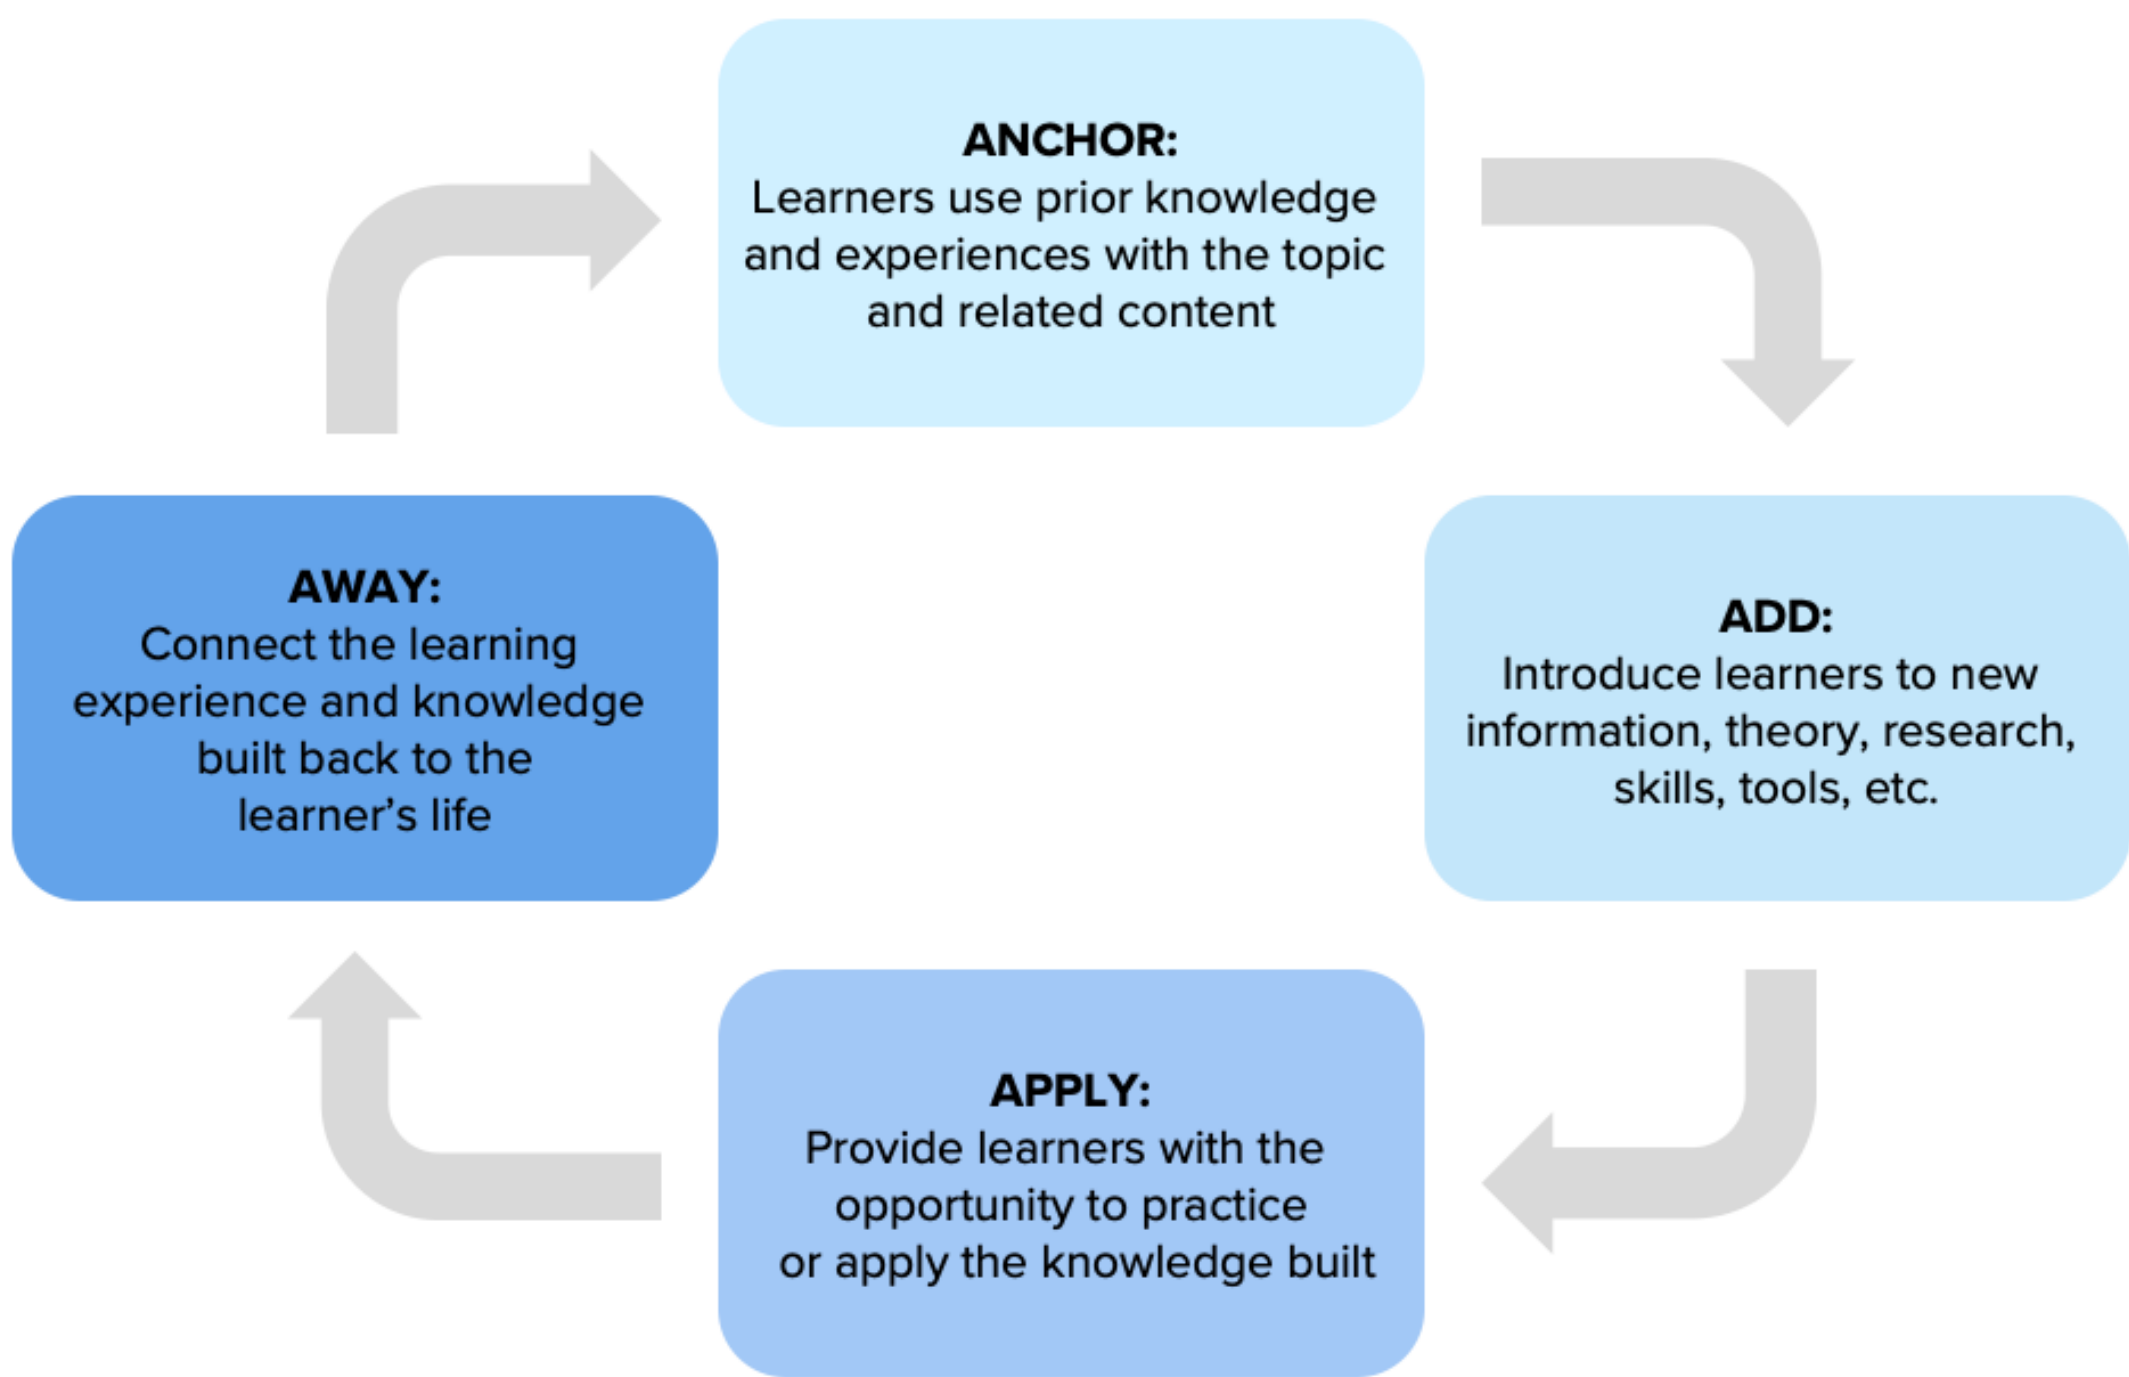 ANCHOR:
Learners use prior knowledge
and experiences with the topic
and related content
ADD:
Introduce learners to new
information, theory, research,
skills, tools, etc.
APPLY:
Provide learners with the
opportunity to practice
or apply the knowledge built
AWAY:
Connect the learning
experience and knowledge
built back to the
learner’s life